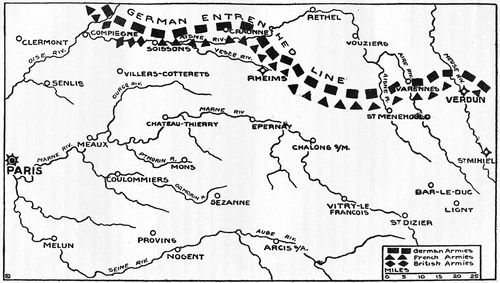 GERMAN ENTRENCHED LINE
CLERMONT
COMPIEGNE
AISNE RIV.
CRAONNE
SOISSONS
VESLE RIV.
RHEIMS
RETHEL
VOUZIERS
AIRE RIV.
MEUSE RIV.
AISNE R.
VARENNES
VERDUN
ST MENEHOULD
OISE RIV.
SENLIS
VILLERS-COTTERETS
OURCQ RIV.
CHATEAU-THIERRY
MARNE RIV.
EPERNAY
CHALONS S/M.
ST MIHIEL
PARIS
MARNE RIV.
MEAUX
PT MORIN R.
MONS
COULOMMIERS
GD MORIN R.
SEZANNE
BAR-LE-DUC
LIGNY
VITRY-LE
FRANCOIS
ST DIZIER
MELUN
PROVINS
NOGENT
SEINE RIV.
AUBE RIV.
ARCIS S/A.
German Armies
French Armies
British Armies
MILES
0 5 10 15 20 25